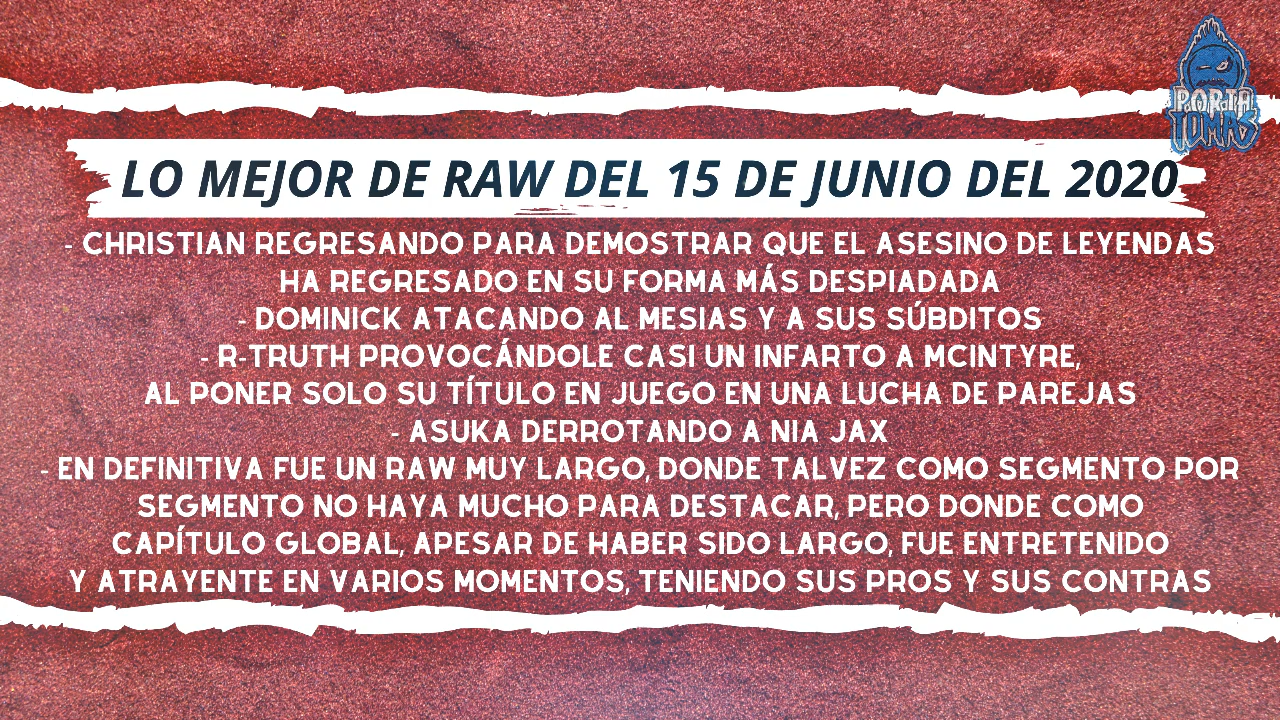 PORTA
TOMAS
LO MEJOR DE RAW DEL 15 DE JUNIO DEL 2020
- CHRISTIAN REGRESANDO PARA DEMOSTRAR QUE EL ASESINO DE LEYENDAS
HA REGRESADO EN SU FORMA MÁS DESPIADADA
- DOMINICK ATACANDO AL MESIAS Y A SUS SÚBDITOS
- R-TRUTH PROVOCÁNDOLE CASI UN INFARTO A MCINTYRE,
AL PONER SOLO SU TÍTULO EN JUEGO EN UNA LUCHA DE PAREJAS
- ASUKA DERROTANDO A NIA JAX
- EN DEFINITIVA FUE UN RAW MUY LARGO, DONDE TALVEZ COMO SEGMENTO POR
SEGMENTO NO HAYA MUCHO PARA DESTACAR, PERO DONDE COMO
CAPÍTULO GLOBAL, APESAR DE HABER SIDO LARGO, FUE ENTRETENIDO
Y ATRAYENTE EN VARIOS MOMENTOS, TENIENDO SUS PROS Y SUS CONTRAS